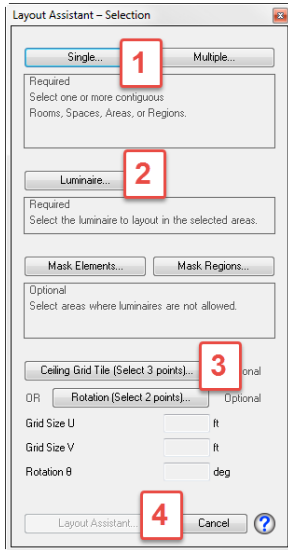 Layout Assistant – Selection
Single...
1
Multiple...
Required
Select one or more contiguous
Rooms, Spaces, Areas, or Regions.
Luminaire...
2
Required
Select the luminaire to layout in the selected areas.
Mask Elements...
Mask Regions...
Optional
Select areas where luminaires are not allowed.
Ceiling Grid Tile (Select 3 points)...
3
onal
OR
Rotation (Select 2 points)...
Optional
Grid Size U
ft
Grid Size V
ft
Rotation θ
deg
Layout Assistant...
4
Cancel
?